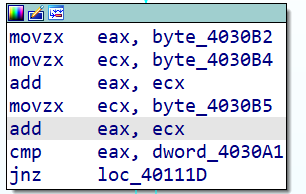 movzx eax, byte_4030B2
movzx ecx, byte_4030B4
add eax, ecx
movzx ecx, byte_4030B5
add eax, ecx
cmp eax, dword_4030A1
jnz loc_40111D